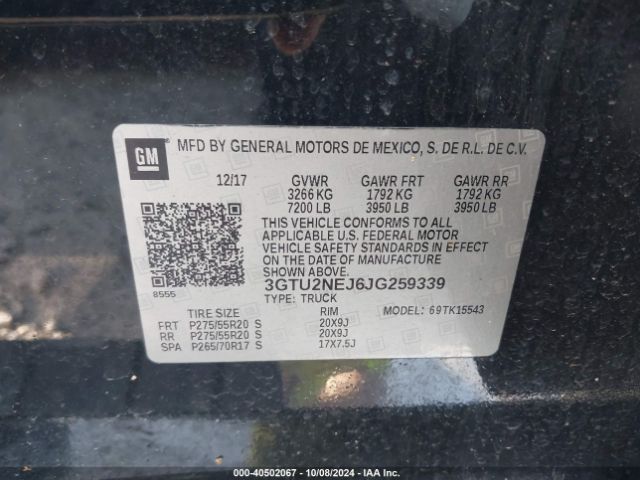 GM
MFD BY GENERAL MOTORS DE MEXICO, S. DE R.L. DE C.V.
12/17 GVWR GAWR FRT GAWR RR
3266 KG 1792 KG 1792 KG
7200 LB 3950 LB 3950 LB
THIS VEHICLE CONFORMS TO ALL
APPLICABLE U.S. FEDERAL MOTOR
VEHICLE SAFETY STANDARDS IN EFFECT
ON THE DATE OF MANUFACTURE
SHOWN ABOVE.
8555
3GTU2NEJ6JG259339
TYPE: TRUCK
TIRE SIZE RIM MODEL: 69TK15543
FRT P275/55R20 S 20X9J
RR P275/55R20 S 20X9J
SPA P265/70R17 S 17X7.5J
000-40502067 - 10/08/2024 - IAA Inc.